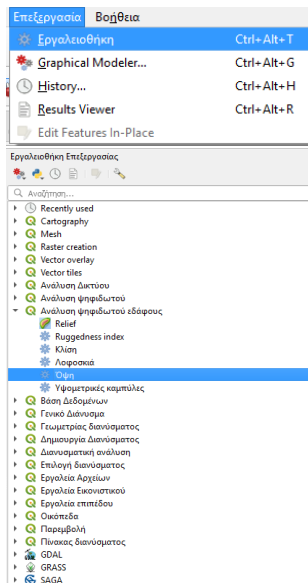 Επεξεργασία Βοήθεια
Εργαλειοθήκη Ctrl+Alt+T
Graphical Modeler... Ctrl+Alt+G
History... Ctrl+Alt+H
Results Viewer Ctrl+Alt+R
Edit Features In-Place
Εργαλειοθήκη Επεξεργασίας
Αναζήτηση...
Recently used
Cartography
Mesh
Raster creation
Vector overlay
Vector tiles
Ανάλυση Δικτύου
Ανάλυση ψηφιδωτού
Ανάλυση ψηφιδωτού εδάφους
Relief
Ruggedness index
Κλίση
Λοφοσκιά
Όψη
Υψομετρικές καμπύλες
Βάση Δεδομένων
Γενικό Διάνυσμα
Γεωμετρίας διανύσματος
Δημιουργία Διανύσματος
Διανυσματική ανάλυση
Επιλογή διανύσματος
Εργαλεία Αρχείων
Εργαλεία Εικονιστικού
Εργαλεία επιπέδου
Οικόπεδα
Παρεμβολή
Πίνακας διανύσματος
GDAL
GRASS
SAGA